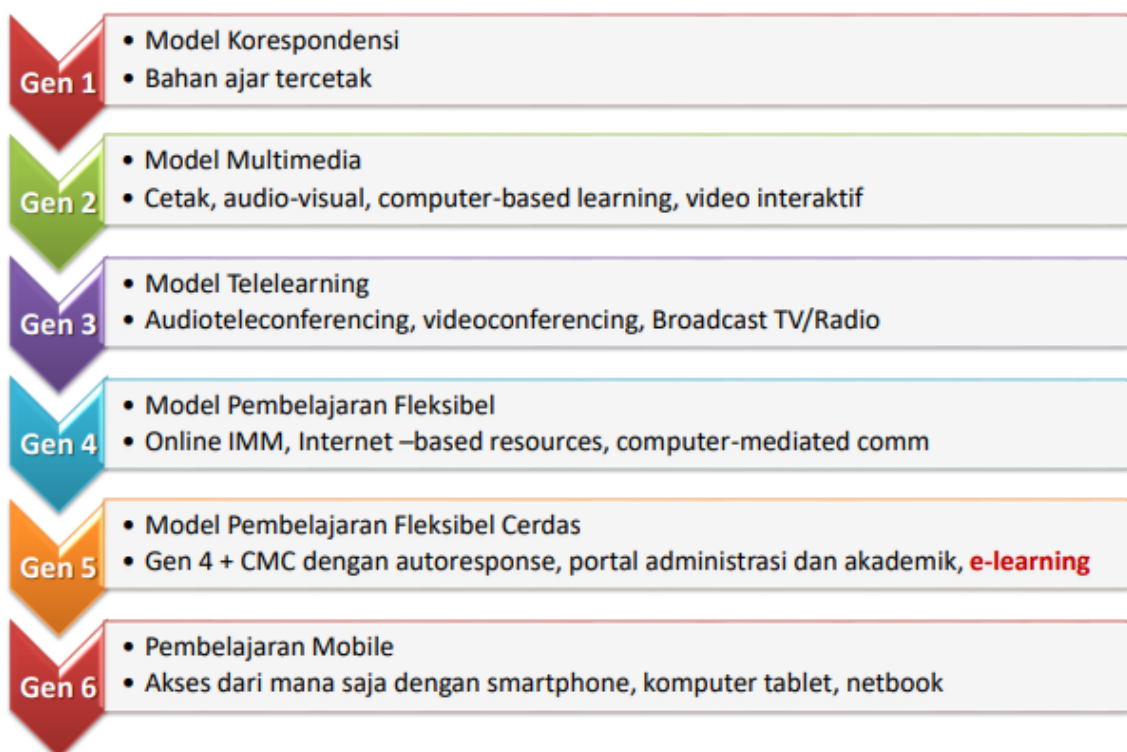 Gen 1
• Model Korespondensi
• Bahan ajar tercetak
Gen 2
• Model Multimedia
• Cetak, audio-visual, computer-based learning, video interaktif
Gen 3
• Model Telelearning
• Audioteleconferencing, videoconferencing, Broadcast TV/Radio
Gen 4
• Model Pembelajaran Fleksibel
• Online IMM, Internet –based resources, computer-mediated comm
Gen 5
• Model Pembelajaran Fleksibel Cerdas
• Gen 4 + CMC dengan autoresponse, portal administrasi dan akademik, e-learning
Gen 6
• Pembelajaran Mobile
• Akses dari mana saja dengan smartphone, komputer tablet, netbook